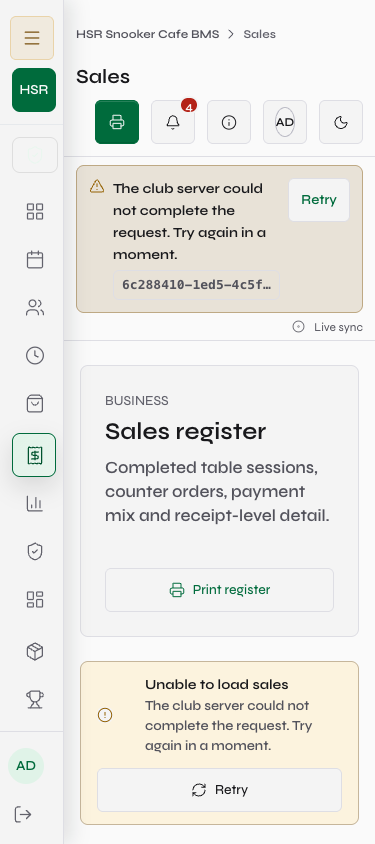 HSR Snooker Cafe BMS > Sales
HSR
Sales
4
AD
The club server could
not complete the
request. Try again in a
moment.
Retry
6c288410-1ed5-4c5f…
Live sync
BUSINESS
Sales register
Completed table sessions,
counter orders, payment
mix and receipt-level detail.
Print register
Unable to load sales
The club server could not
complete the request. Try
again in a moment.
Retry
AD